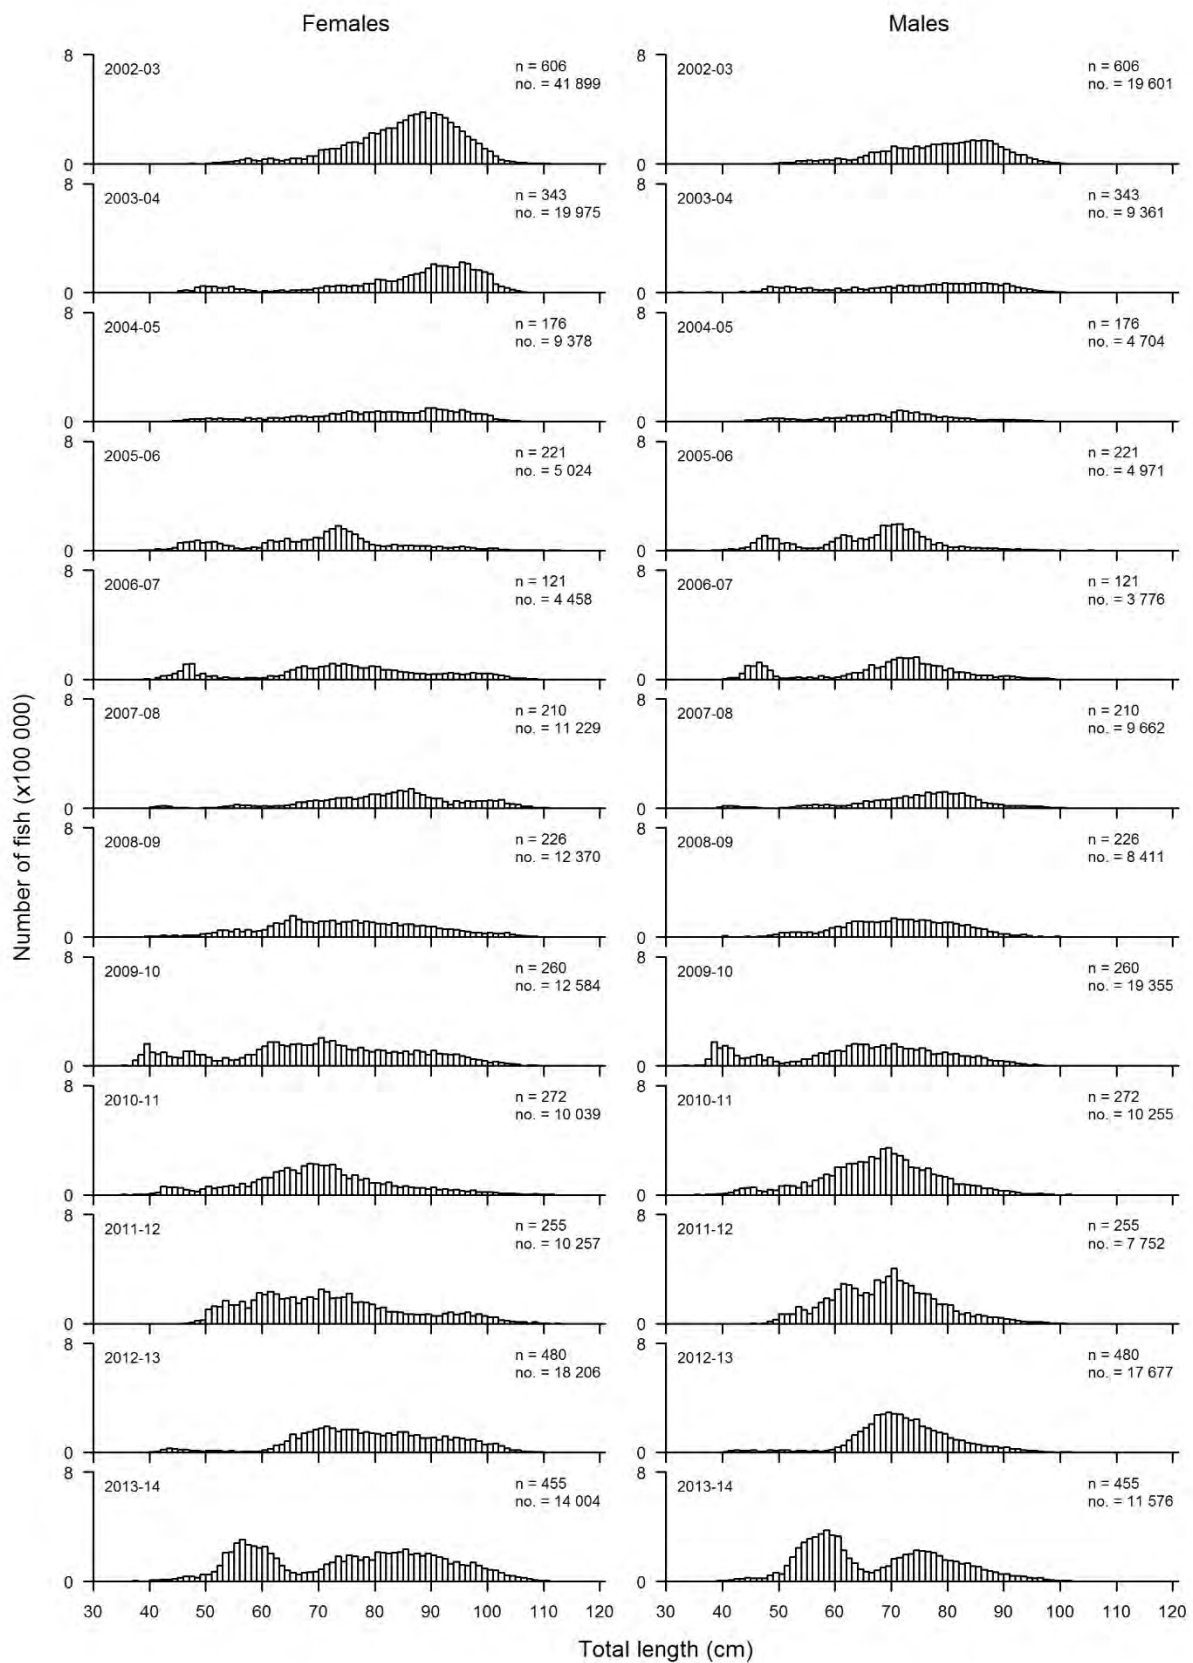 Females Males
8 2002-03 n = 606 8 2002-03 n = 606
no. = 41 899 no. = 19 601
0 0
8 2003-04 n = 343 8 2003-04 n = 343
no. = 19 975 no. = 9 361
0 0
8 2004-05 n = 176 8 2004-05 n = 176
no. = 9 378 no. = 4 704
0 0
8 2005-06 n = 221 8 2005-06 n = 221
no. = 5 024 no. = 4 971
0 0
8 2006-07 n = 121 8 2006-07 n = 121
no. = 4 458 no. = 3 776
0 0
8 2007-08 n = 210 8 2007-08 n = 210
no. = 11 229 no. = 9 662
0 0
8 2008-09 n = 226 8 2008-09 n = 226
no. = 12 370 no. = 8 411
0 0
8 2009-10 n = 260 8 2009-10 n = 260
no. = 12 584 no. = 19 355
0 0
8 2010-11 n = 272 8 2010-11 n = 272
no. = 10 039 no. = 10 255
0 0
8 2011-12 n = 255 8 2011-12 n = 255
no. = 10 257 no. = 7 752
0 0
8 2012-13 n = 480 8 2012-13 n = 480
no. = 18 206 no. = 17 677
0 0
8 2013-14 n = 455 8 2013-14 n = 455
no. = 14 004 no. = 11 576
0 0
30 40 50 60 70 80 90 100 110 120 30 40 50 60 70 80 90 100 110 120
Total length (cm)
Number of fish (x100 000)